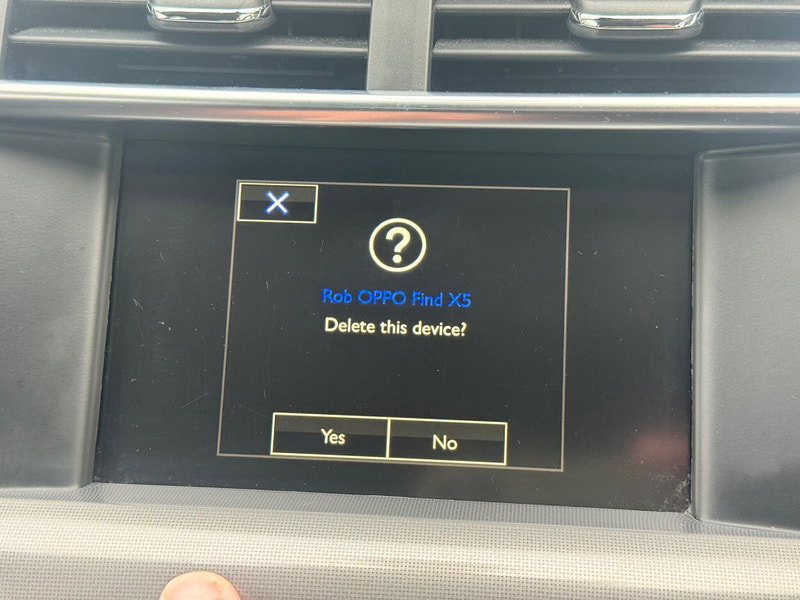 Rob OPPO Find X5
Delete this device?
Yes
No